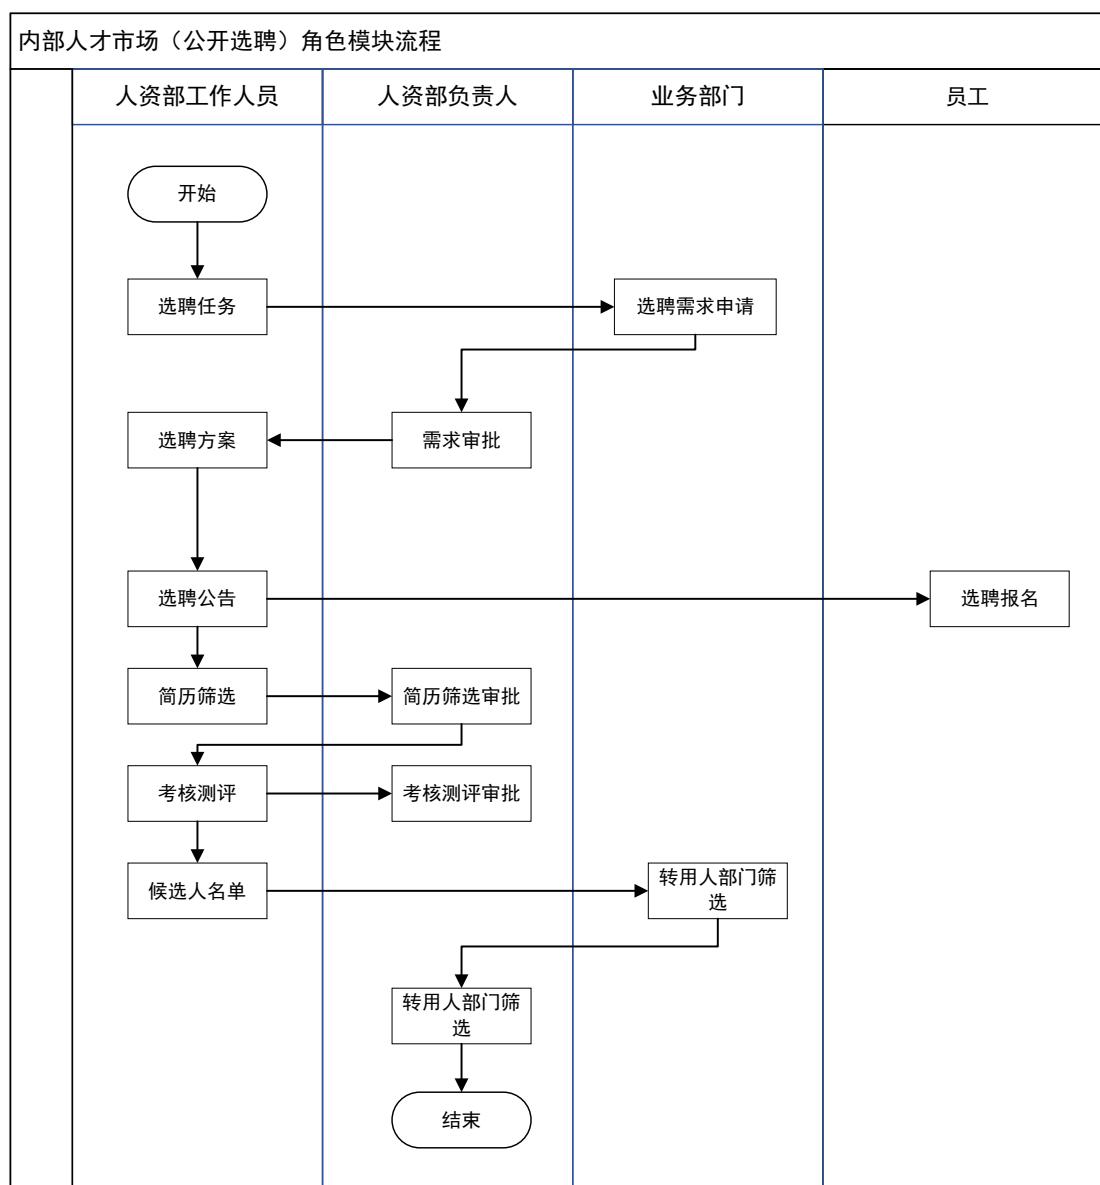 内部人才市场（公开选聘）角色模块流程
人资部工作人员
人资部负责人
业务部门
员工
开始
选聘任务
选聘需求申请
选聘方案
需求审批
选聘公告
选聘报名
简历筛选
简历筛选审批
考核测评
考核测评审批
候选人名单
转用人部门筛
选
转用人部门筛
选
结束